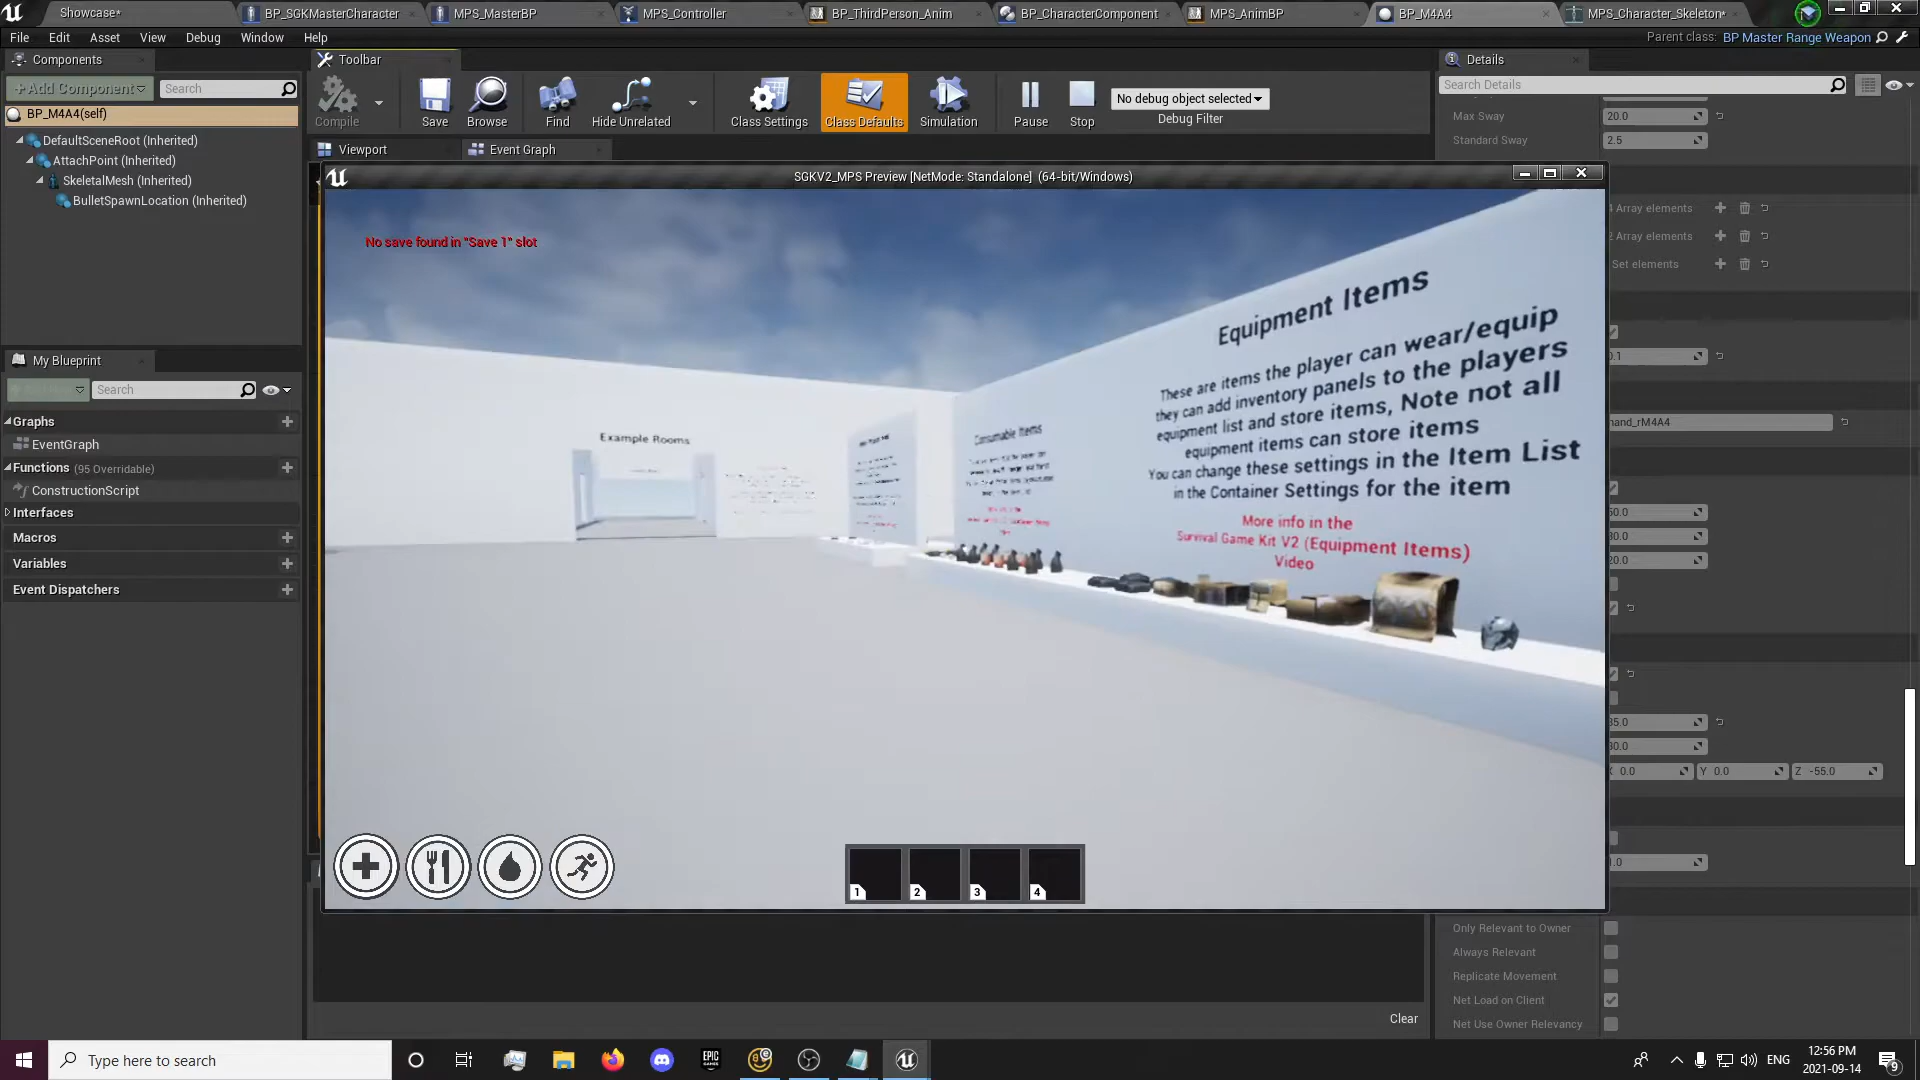 Showcase*
BP_SGKMasterCharacter
MPS_MasterBP
MPS_Controller
BP_ThirdPerson_Anim
BP_CharacterComponent
MPS_AnimBP
BP_M4A4
MPS_Character_Skeleton*
File Edit Asset View Debug Window Help
Parent class: BP Master Range Weapon
Components
Toolbar
Details
+Add Component
Search
Search Details
Compile
Save
Browse
Find
Hide Unrelated
Class Settings
Class Defaults
Simulation
Pause
Stop
No debug object selected
Debug Filter
BP_M4A4(self)
DefaultSceneRoot (Inherited)
AttachPoint (Inherited)
SkeletalMesh (Inherited)
BulletSpawnLocation (Inherited)
Viewport
Event Graph
Max Sway 20.0
Standard Sway 2.5
SGKV2_MPS Preview [NetMode: Standalone] (64-bit/Windows)
No save found in "Save 1" slot
Array elements
Array elements
Set elements
0.1
hand_rM4A4
Equipment Items
These are items the player can wear/equip
they can add inventory panels to the players
equipment list and store items, Note not all
equipment items can store items
You can change these settings in the Item List
in the Container Settings for the item
More info in the
Survival Game Kit V2 (Equipment Items)
Video
Example Rooms
Consumable Items
My Blueprint
Search
Graphs
EventGraph
Functions (95 Overridable)
ConstructionScript
Interfaces
Macros
Variables
Event Dispatchers
X 0.0 Y 0.0 Z -55.0
1 2 3 4
Only Relevant to Owner
Always Relevant
Replicate Movement
Net Load on Client
Net Use Owner Relevancy
Clear
Type here to search
EPIC
GAMES
ENG
12:56 PM
2021-09-14
9